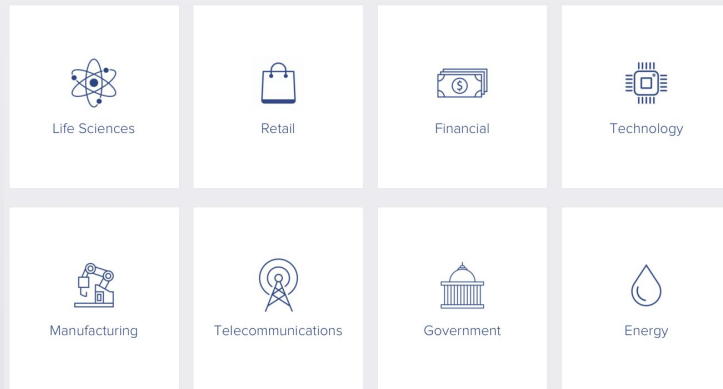 Life Sciences
Retail
Financial
Technology
Manufacturing
Telecommunications
Government
Energy